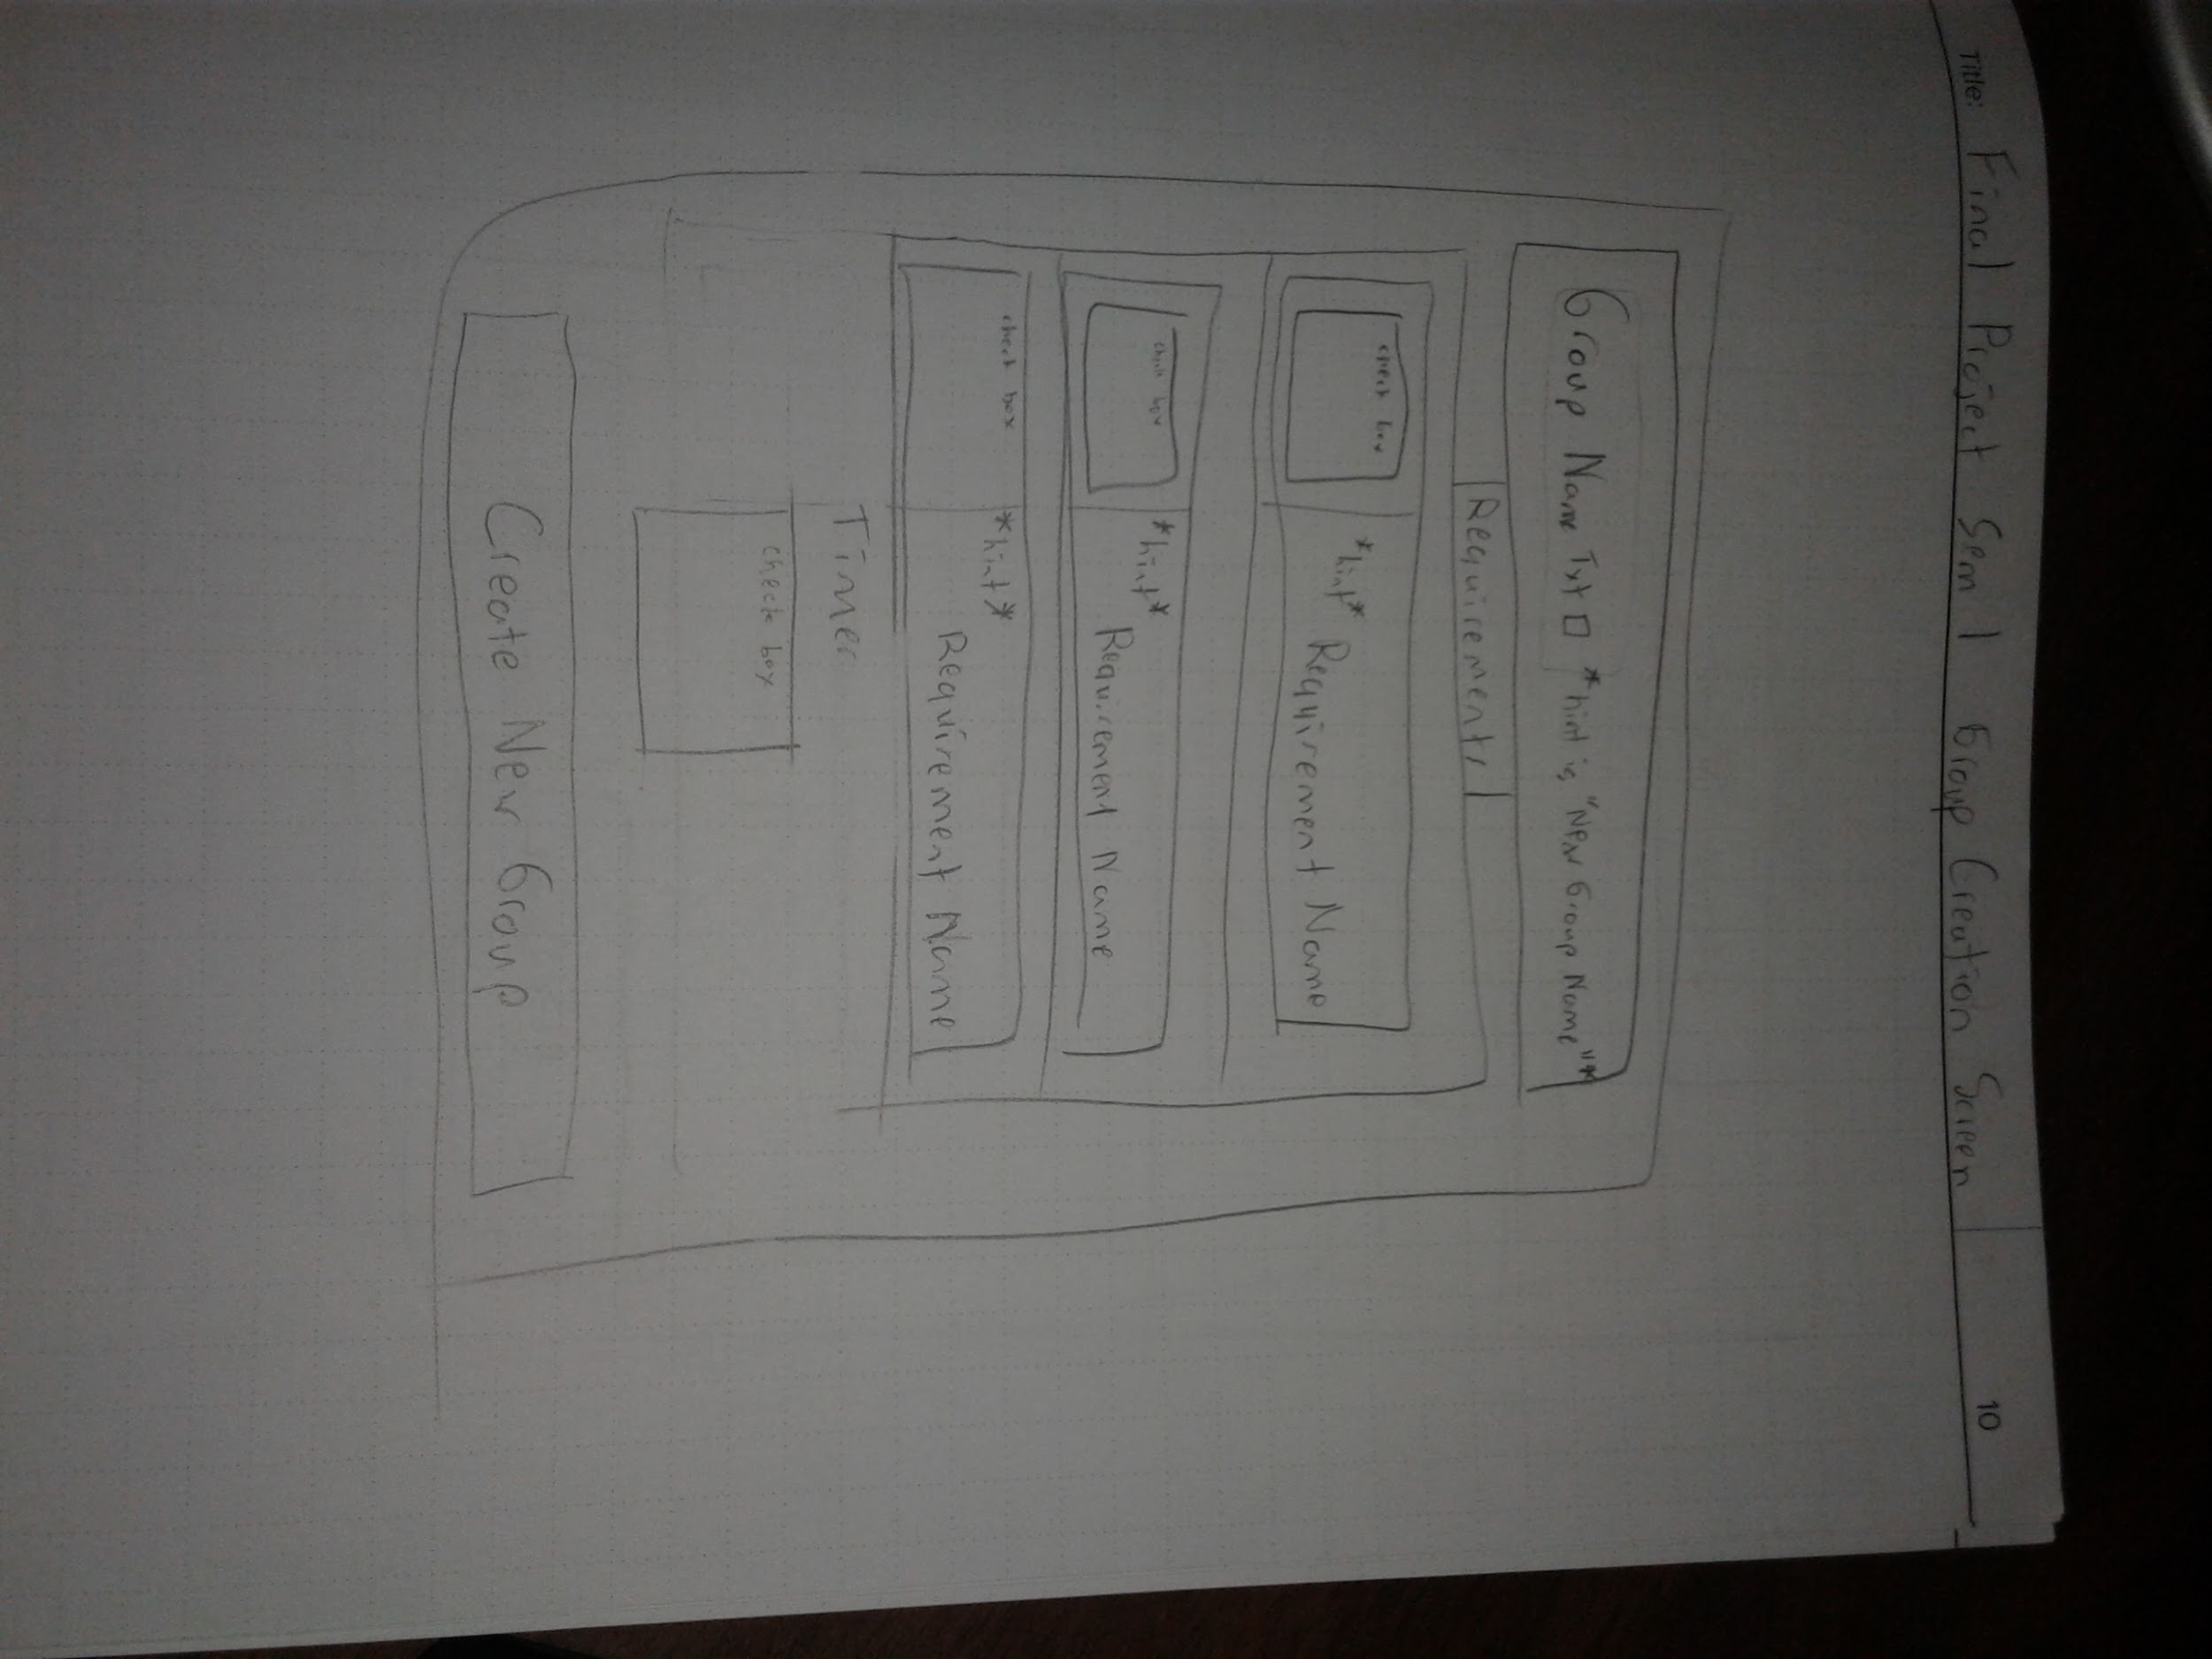 Title: Final Project Sem 1 Group Creation Screen 10
Group Name Txt *hint is "New Group Name"*
Requirements
check box *hint* Requirement Name
check box *hint* Requirement Name
check box *hint* Requirement Name
Timer
check box
Create New Group